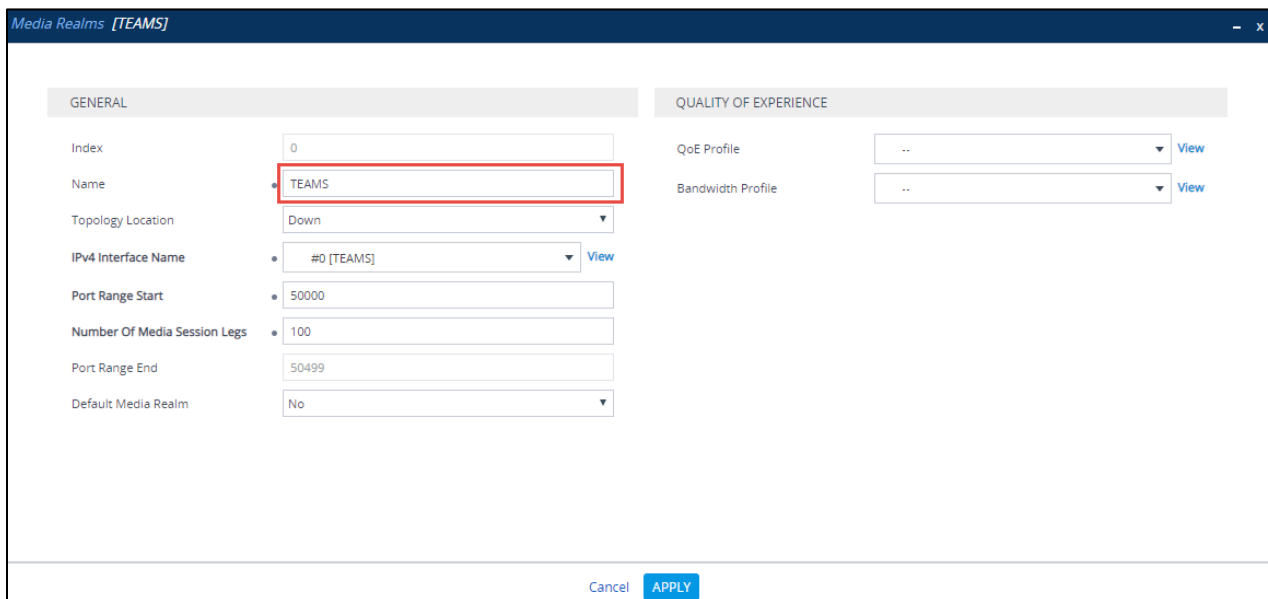 Media Realms [TEAMS]
– x
GENERAL
Index 0
Name TEAMS
Topology Location Down
IPv4 Interface Name #0 [TEAMS] View
Port Range Start 50000
Number Of Media Session Legs 100
Port Range End 50499
Default Media Realm No
QUALITY OF EXPERIENCE
QoE Profile -- View
Bandwidth Profile -- View
Cancel APPLY